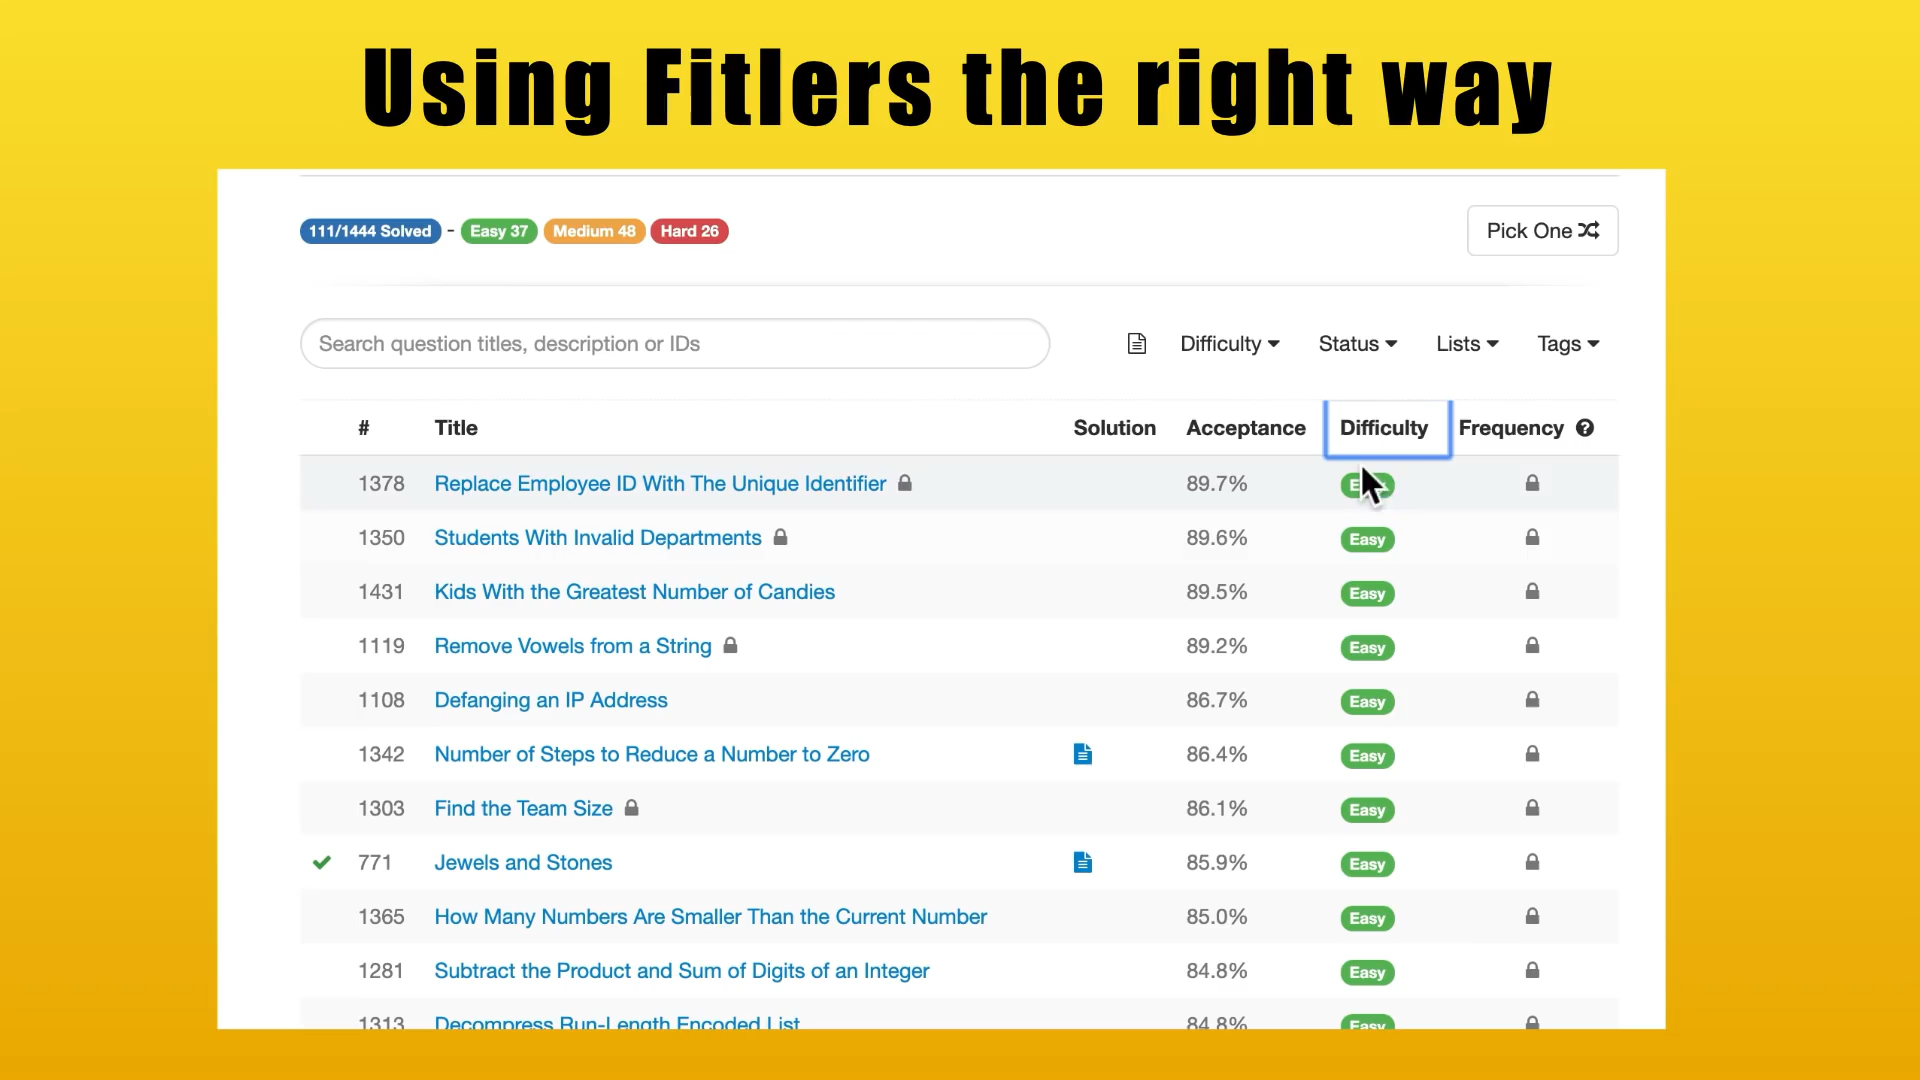 Using Fitlers the right way
111/1444 Solved - Easy 37 Medium 48 Hard 26
Pick One
Search question titles, description or IDs
Difficulty Status Lists Tags
# Title Solution Acceptance Difficulty Frequency
1378 Replace Employee ID With The Unique Identifier 89.7%
1350 Students With Invalid Departments 89.6% Easy
1431 Kids With the Greatest Number of Candies 89.5% Easy
1119 Remove Vowels from a String 89.2% Easy
1108 Defanging an IP Address 86.7% Easy
1342 Number of Steps to Reduce a Number to Zero 86.4% Easy
1303 Find the Team Size 86.1% Easy
771 Jewels and Stones 85.9% Easy
1365 How Many Numbers Are Smaller Than the Current Number 85.0% Easy
1281 Subtract the Product and Sum of Digits of an Integer 84.8% Easy
1313 Decompress Run-Length Encoded List 84.8% Easy